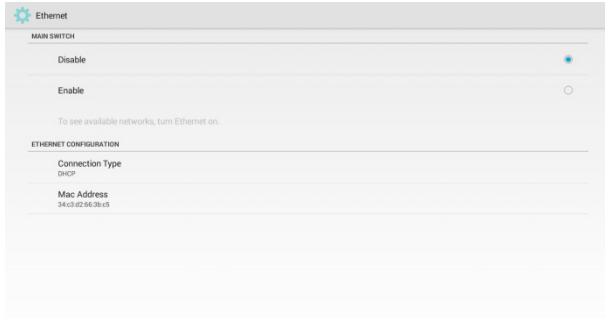 Ethernet
MAIN SWITCH
Disable
Enable
To see available networks, turn Ethernet on.
ETHERNET CONFIGURATION
Connection Type
DHCP
Mac Address
34:c3:d2:66:3b:c5